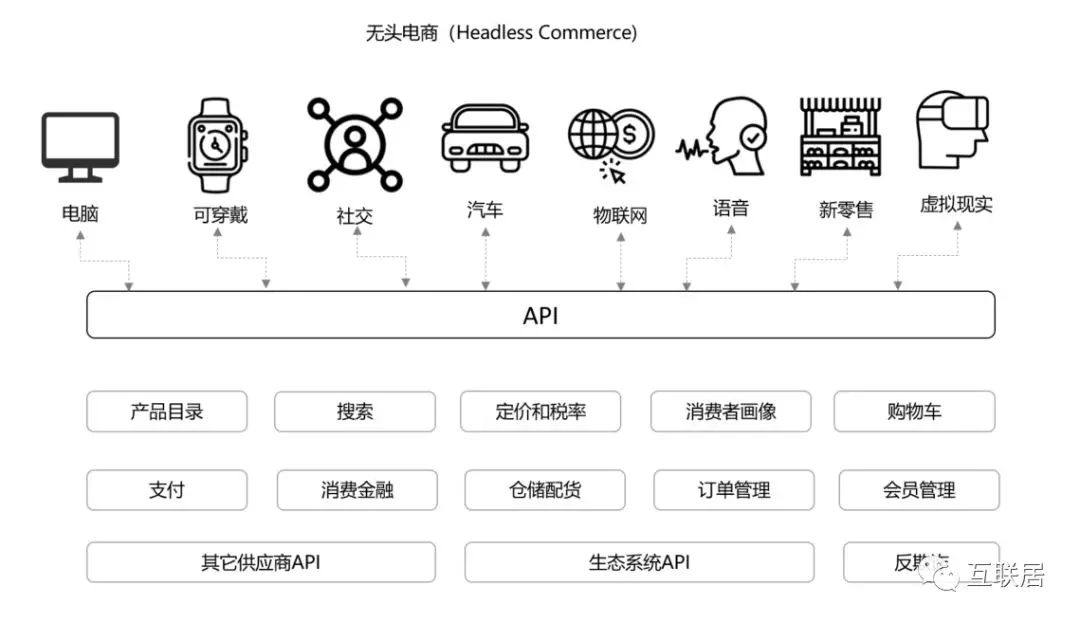 无头电商（Headless Commerce)
电脑
可穿戴
社交
汽车
物联网
语音
新零售
虚拟现实
API
产品目录
搜索
定价和税率
消费者画像
购物车
支付
消费金融
仓储配货
订单管理
会员管理
其它供应商API
生态系统API
反欺
互联居